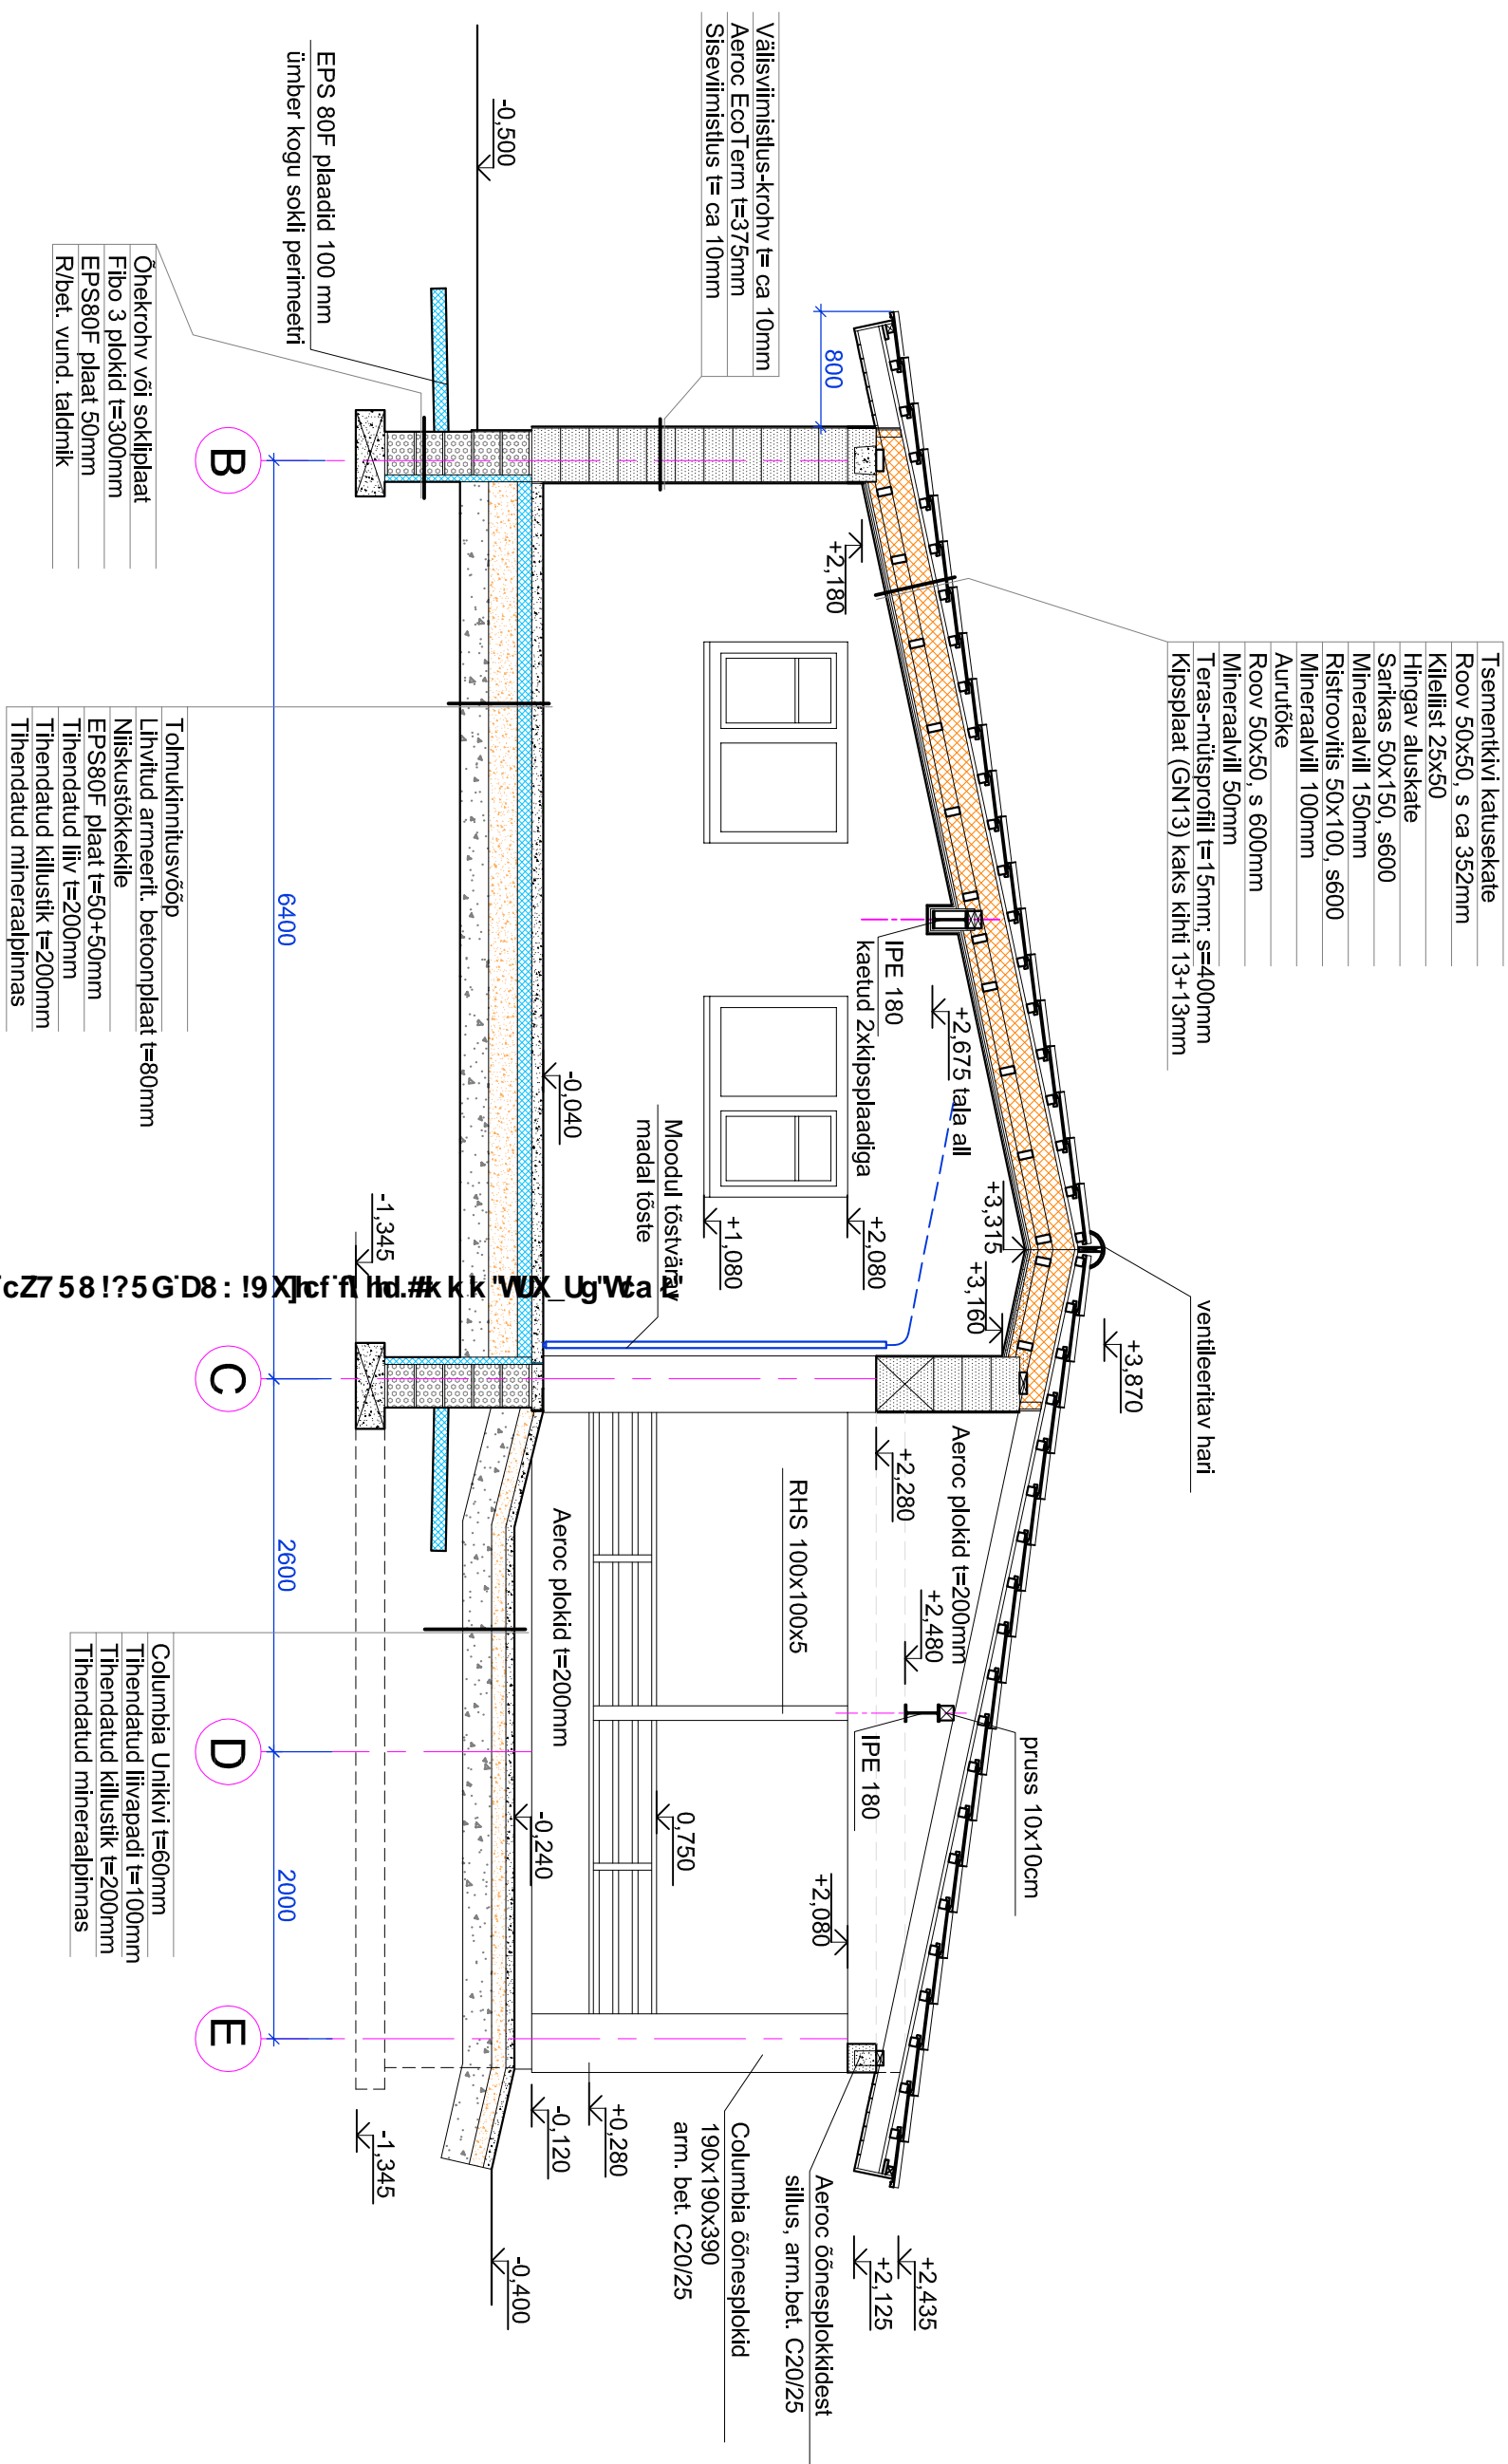 Tsementkivi katusekate
Roov 50x50, s ca 352mm
Kileliist 25x50
Hingav aluskate
Sarikas 50x150, s600
Mineraalvill 150mm
Ristroovitis 50x100, s600
Mineraalvill 100mm
Aurutõke
Roov 50x50, s 600mm
Mineraalvill 50mm
Teras-mütsprofiil t=15mm; s=400mm
Kipsplaat (GN13) kaks kihti 13+13mm
ventileeritav hari
+3,870
pruss 10x10cm
Välisviimistlus-krohv t= ca 10mm
Aeroc EcoTerm t=375mm
Siseviimistlus t= ca 10mm
800
+2,180
IPE 180
kaetud 2xkipsplaadiga
+2,675 tala all
+3,315
+3,160
Aeroc plokid t=200mm
+2,280
+2,480
IPE 180
RHS 100x100x5
+2,080
+2,435
+2,125
Aeroc õõnesplokkidest
sillus, arm.bet. C20/25
Columbia õõnesplokid
190x190x390
arm. bet. C20/25
+2,080
+1,080
Moodul tõstvärav
madal tõste
0,750
Aeroc plokid t=200mm
+0,280
-0,120
-0,040
-0,240
-0,400
-0,500
-1,345
-1,345
EPS 80F plaadid 100 mm
ümber kogu sokli perimeetri
Õhekrohv või sokliplaat
Fibo 3 plokid t=300mm
EPS80F plaat 50mm
R/bet. vund. taldmik
6400
2600
2000
B
C
D
E
Tolmukinnitusvõõp
Lihvitud armeerit. betoonplaat t=80mm
Niiskustõkkekile
EPS80F plaat t=50+50mm
Tihendatud liiv t=200mm
Tihendatud killustik t=200mm
Tihendatud mineraalpinnas
Columbia Unikivi t=60mm
Tihendatud liivapadi t=100mm
Tihendatud killustik t=200mm
Tihendatud mineraalpinnas